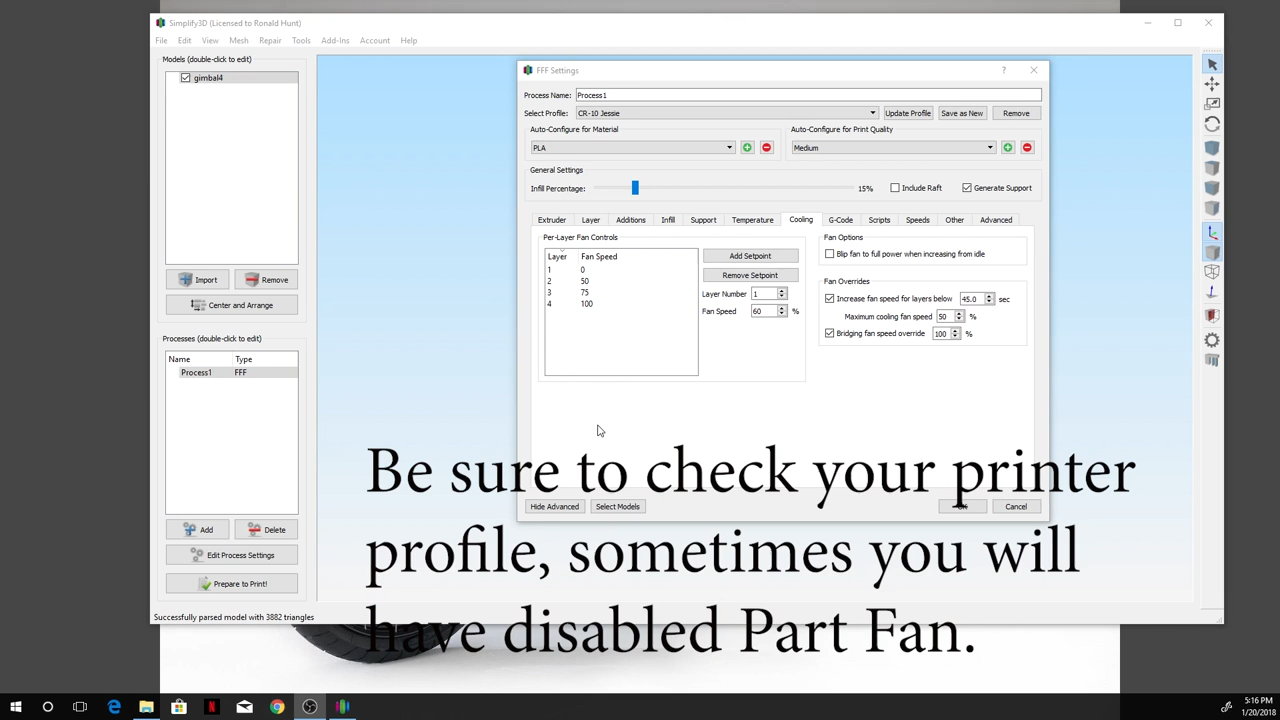 Simplify3D (Licensed to Ronald Hunt)
File Edit View Mesh Repair Tools Add-Ins Account Help
Models (double-click to edit)
gimbal4
Import Remove
Center and Arrange
Processes (double-click to edit)
Name Type
Process1 FFF
Add Delete
Edit Process Settings
Prepare to Print!
Successfully parsed model with 3882 triangles
FFF Settings
Process Name: Process1
Select Profile: CR-10 Jessie Update Profile Save as New Remove
Auto-Configure for Material
PLA
Auto-Configure for Print Quality
Medium
General Settings
Infill Percentage: 15% Include Raft Generate Support
Extruder Layer Additions Infill Support Temperature Cooling G-Code Scripts Speeds Other Advanced
Per-Layer Fan Controls
Layer Fan Speed
1 0
2 50
3 75
4 100
Add Setpoint
Remove Setpoint
Layer Number 1
Fan Speed 60 %
Fan Options
Blip fan to full power when increasing from idle
Fan Overrides
Increase fan speed for layers below 45.0 sec
Maximum cooling fan speed 50 %
Bridging fan speed override 100 %
Hide Advanced Select Models Cancel
Be sure to check your printer
profile, sometimes you will
have disabled Part Fan.
5:16 PM
1/20/2018